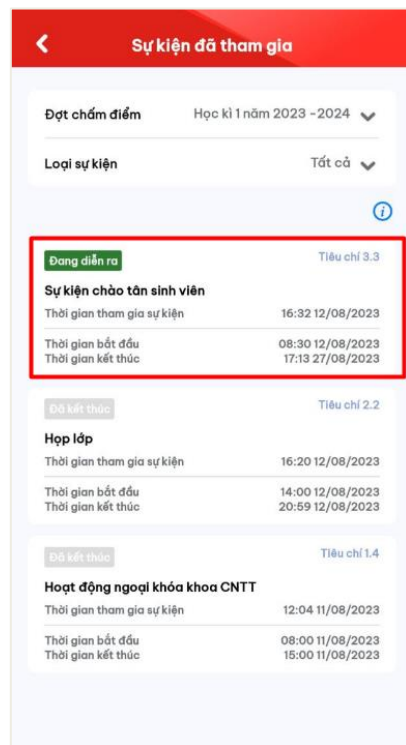 Sự kiện đã tham gia
Đợt chấm điểm Học kì 1 năm 2023 -2024
Loại sự kiện Tất cả
i
Đang diễn ra Tiêu chí 3.3
Sự kiện chào tân sinh viên
Thời gian tham gia sự kiện 16:32 12/08/2023
Thời gian bắt đầu 08:30 12/08/2023
Thời gian kết thúc 17:13 27/08/2023
Đã kết thúc Tiêu chí 2.2
Họp lớp
Thời gian tham gia sự kiện 16:20 12/08/2023
Thời gian bắt đầu 14:00 12/08/2023
Thời gian kết thúc 20:59 12/08/2023
Đã kết thúc Tiêu chí 1.4
Hoạt động ngoại khóa khoa CNTT
Thời gian tham gia sự kiện 12:04 11/08/2023
Thời gian bắt đầu 08:00 11/08/2023
Thời gian kết thúc 15:00 11/08/2023